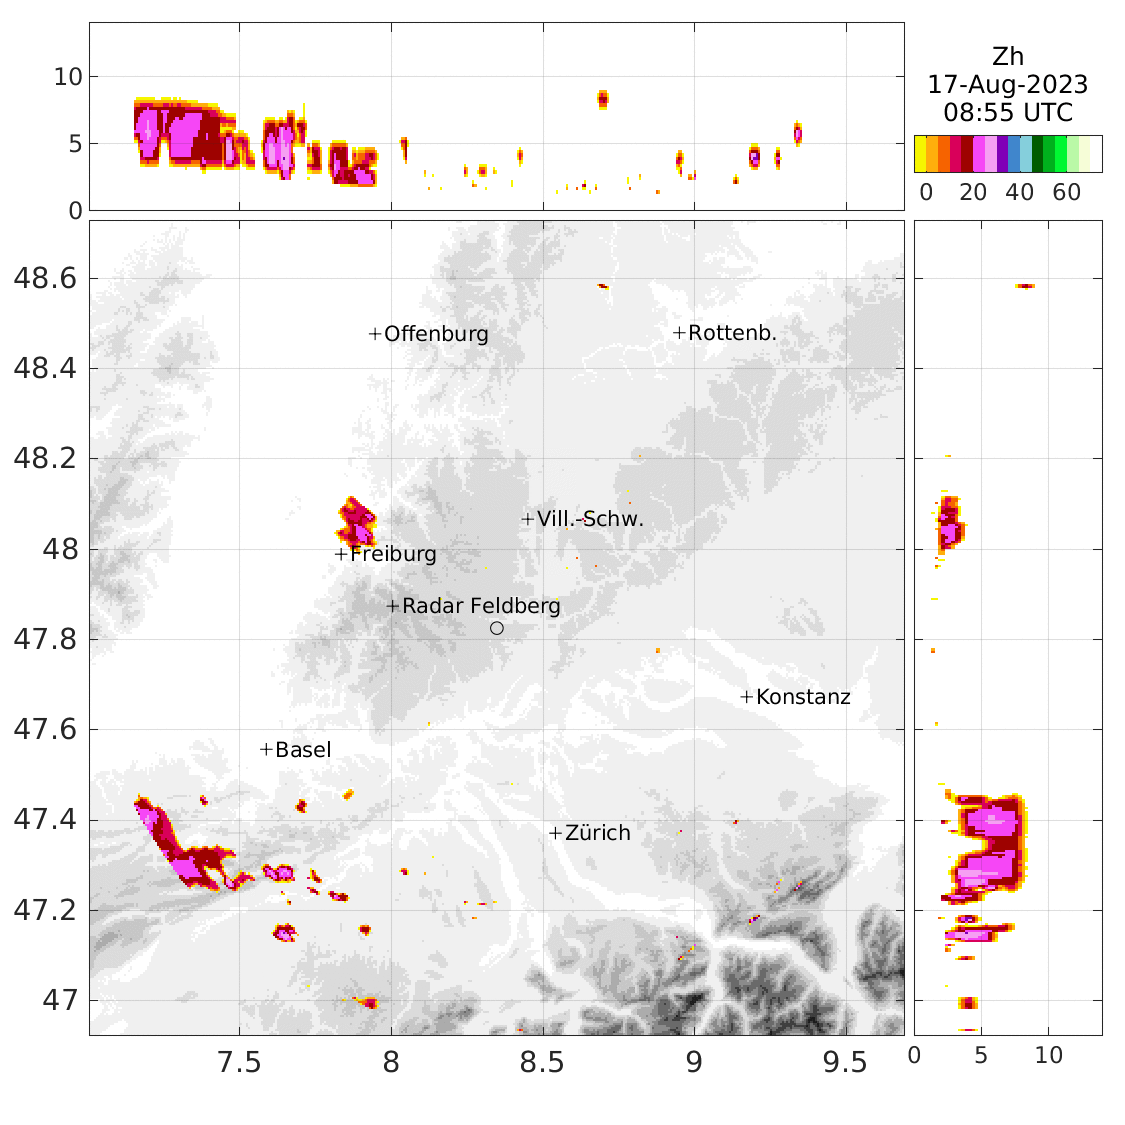 10
5
0
Zh
17-Aug-2023
08:55 UTC
0 20 40 60
48.6
48.4
48.2
48
47.8
47.6
47.4
47.2
47
Offenburg
Rottenb.
Vill.-Schw.
Freiburg
Radar Feldberg
Konstanz
Basel
Zürich
7.5 8 8.5 9 9.5
0 5 10